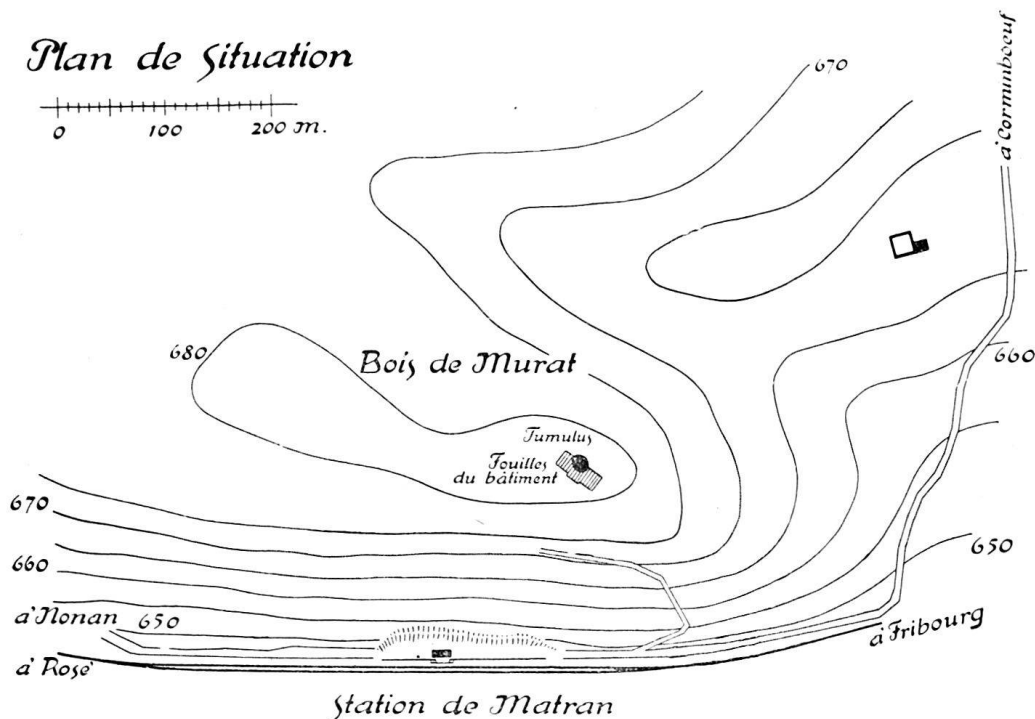 Plan de Situation
0 100 200 m.
670
à Corminboeuf
680
Bois de Murat
660
Tumulus
Fouilles
du bâtiment
670
650
660
à Nonan 650
à Fribourg
à Rosé
Station de Matran